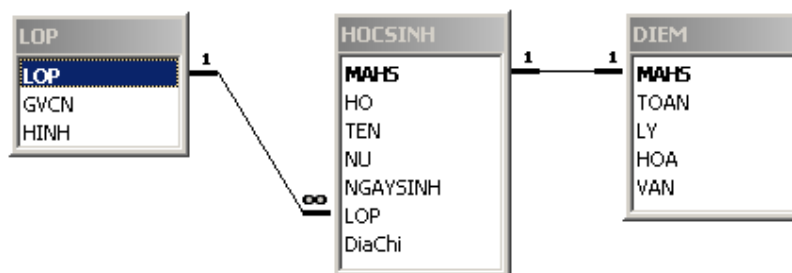 LOP
LOP
GVCN
HINH
1
∞
HOCSINH
MAHS
HO
TEN
NU
NGAYSINH
LOP
DiaChi
1
1
DIEM
MAHS
TOAN
LY
HOA
VAN